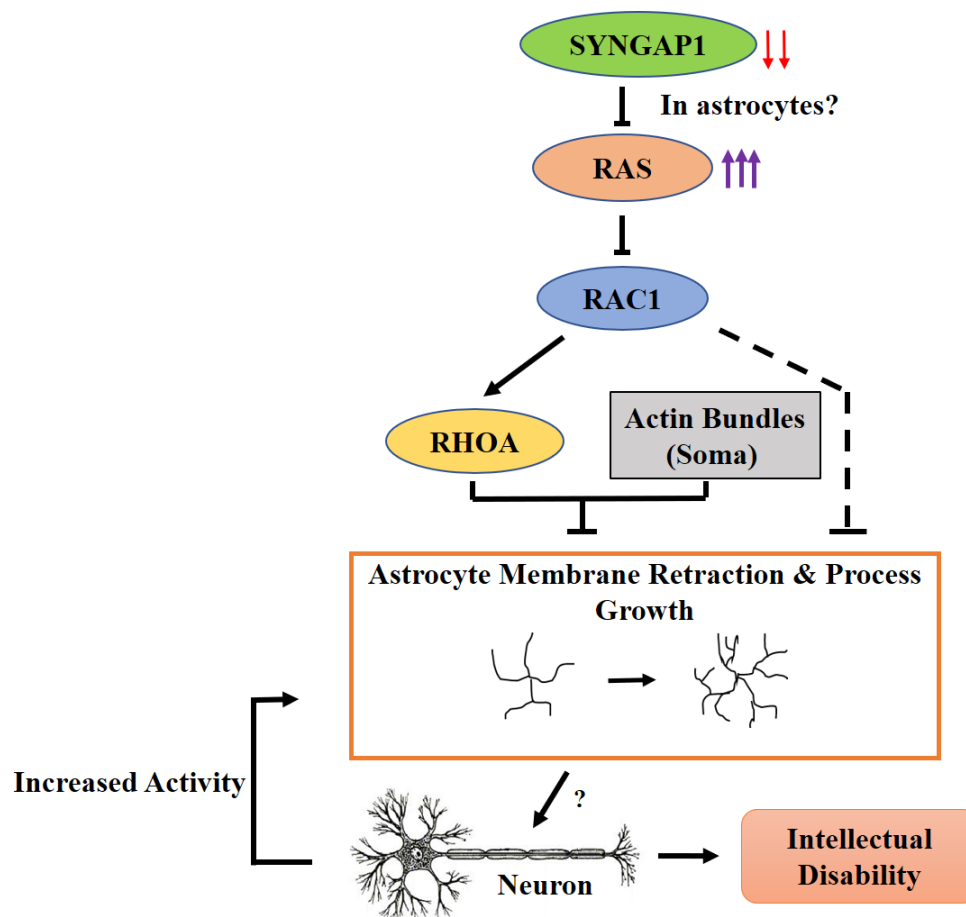 SYNGAP1
In astrocytes?
RAS
RAC1
RHOA
Actin Bundles
(Soma)
Astrocyte Membrane Retraction & Process
Growth
Increased Activity
?
Neuron
Intellectual
Disability